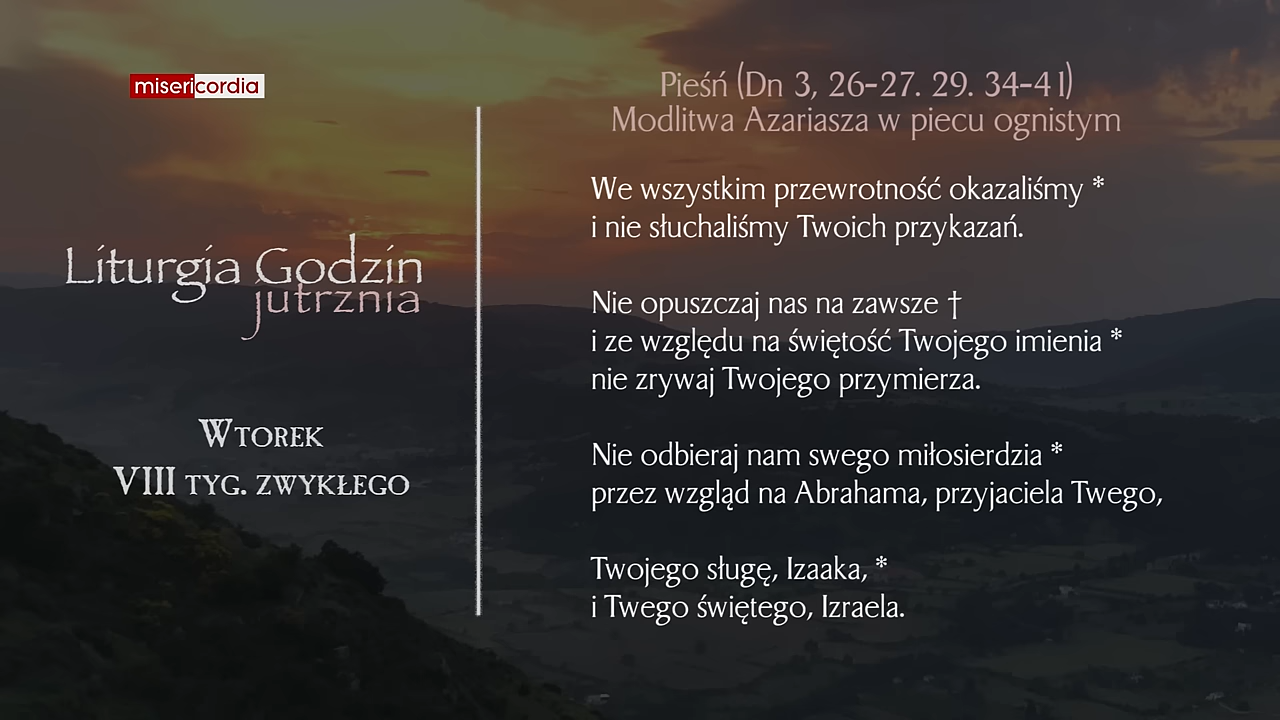 misericordia
Liturgia Godzin
jutrznia
Wtorek
VIII tyg. zwykłego
Pieśń (Dn 3, 26-27. 29. 34-41)
Modlitwa Azariasza w piecu ognistym
We wszystkim przewrotność okazaliśmy *
i nie słuchaliśmy Twoich przykazań.
Nie opuszczaj nas na zawsze †
i ze względu na świętość Twojego imienia *
nie zrywaj Twojego przymierza.
Nie odbieraj nam swego miłosierdzia *
przez wzgląd na Abrahama, przyjaciela Twego,
Twojego sługę, Izaaka, *
i Twego świętego, Izraela.